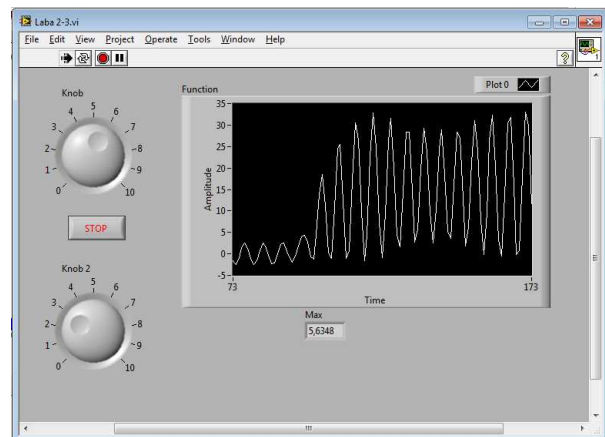 Laba 2-3.vi
File Edit View Project Operate Tools Window Help
1
Knob
0 1 2 3 4 5 6 7 8 9 10
STOP
Knob 2
0 1 2 3 4 5 6 7 8 9 10
Function
Plot 0
Amplitude
35
30
25
20
15
10
5
0
-5
73 173
Time
Max
5,6348